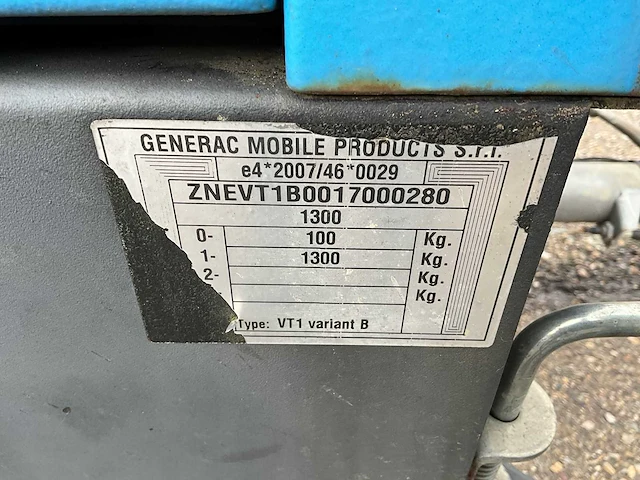 GENERAC MOBILE PRODUCTS S.r.l.
e4*2007/46*0029
ZNEVT1B0017000280
1300
0- 100 Kg.
1- 1300 Kg.
2- Kg.
Kg.
Type: VT1 variant B